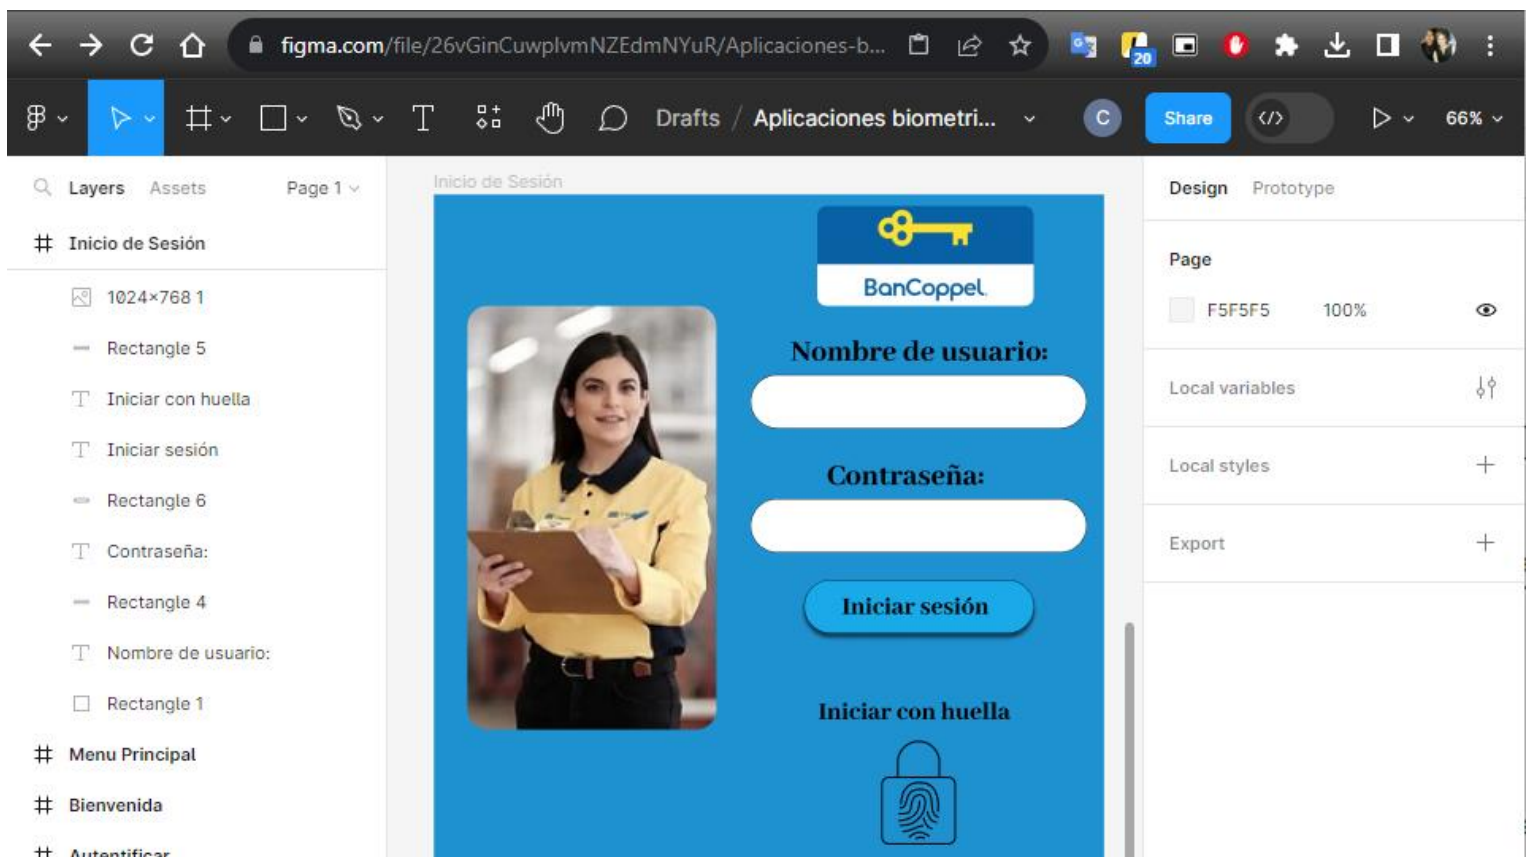 figma.com/file/26vGinCuwplvmNZEdmNYuR/Aplicaciones-b...
20
Drafts / Aplicaciones biometri...
C
Share
66%
Layers
Assets
Page 1
Inicio de Sesión
1024×768 1
Rectangle 5
Iniciar con huella
Iniciar sesión
Rectangle 6
Contraseña:
Rectangle 4
Nombre de usuario:
Rectangle 1
Menu Principal
Bienvenida
Autentificar
Inicio de Sesión
BanCoppel
Nombre de usuario:
Contraseña:
Iniciar sesión
Iniciar con huella
Design
Prototype
Page
F5F5F5
100%
Local variables
Local styles
Export